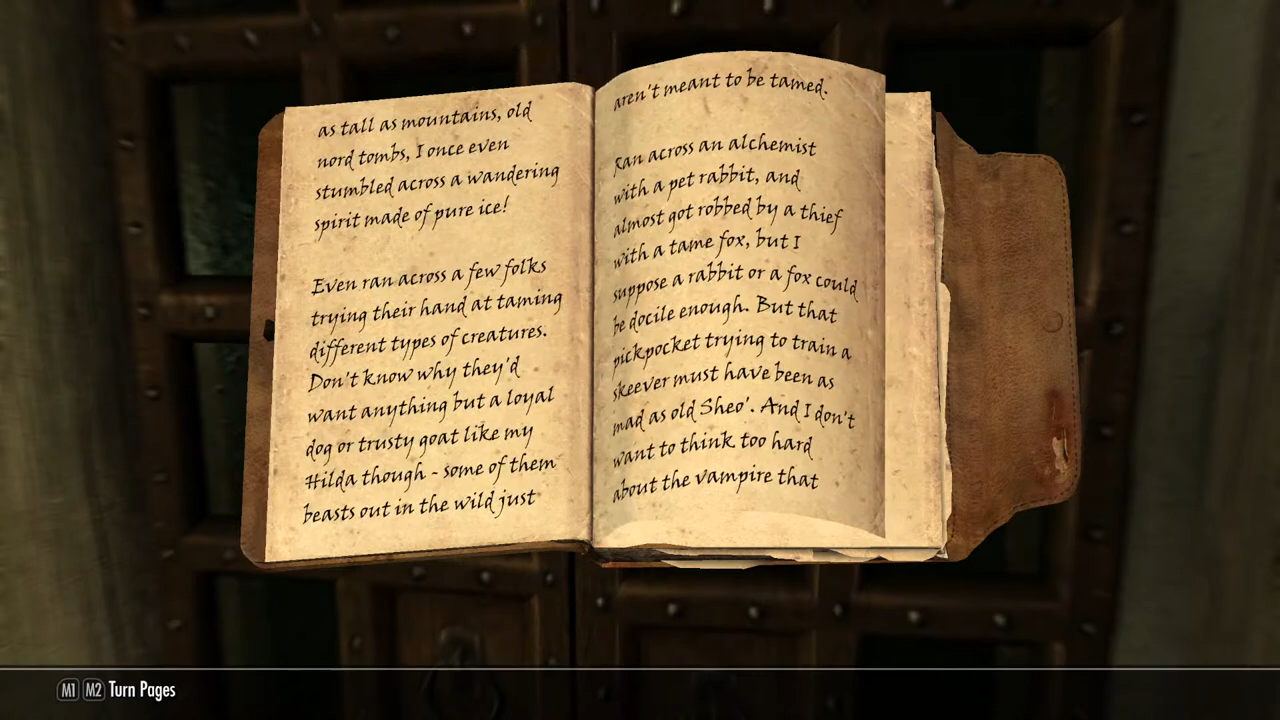 as tall as mountains, old
nord tombs, I once even
stumbled across a wandering
spirit made of pure ice!
Even ran across a few folks
trying their hand at taming
different types of creatures.
Don't know why they'd
want anything but a loyal
dog or trusty goat like my
Hilda though - some of them
beasts out in the wild just
aren't meant to be tamed.
Ran across an alchemist
with a pet rabbit, and
almost got robbed by a thief
with a tame fox, but I
suppose a rabbit or a fox could
be docile enough. But that
pickpocket trying to train a
skeever must have been as
mad as old Sheo'. And I don't
want to think too hard
about the vampire that
M1 M2 Turn Pages